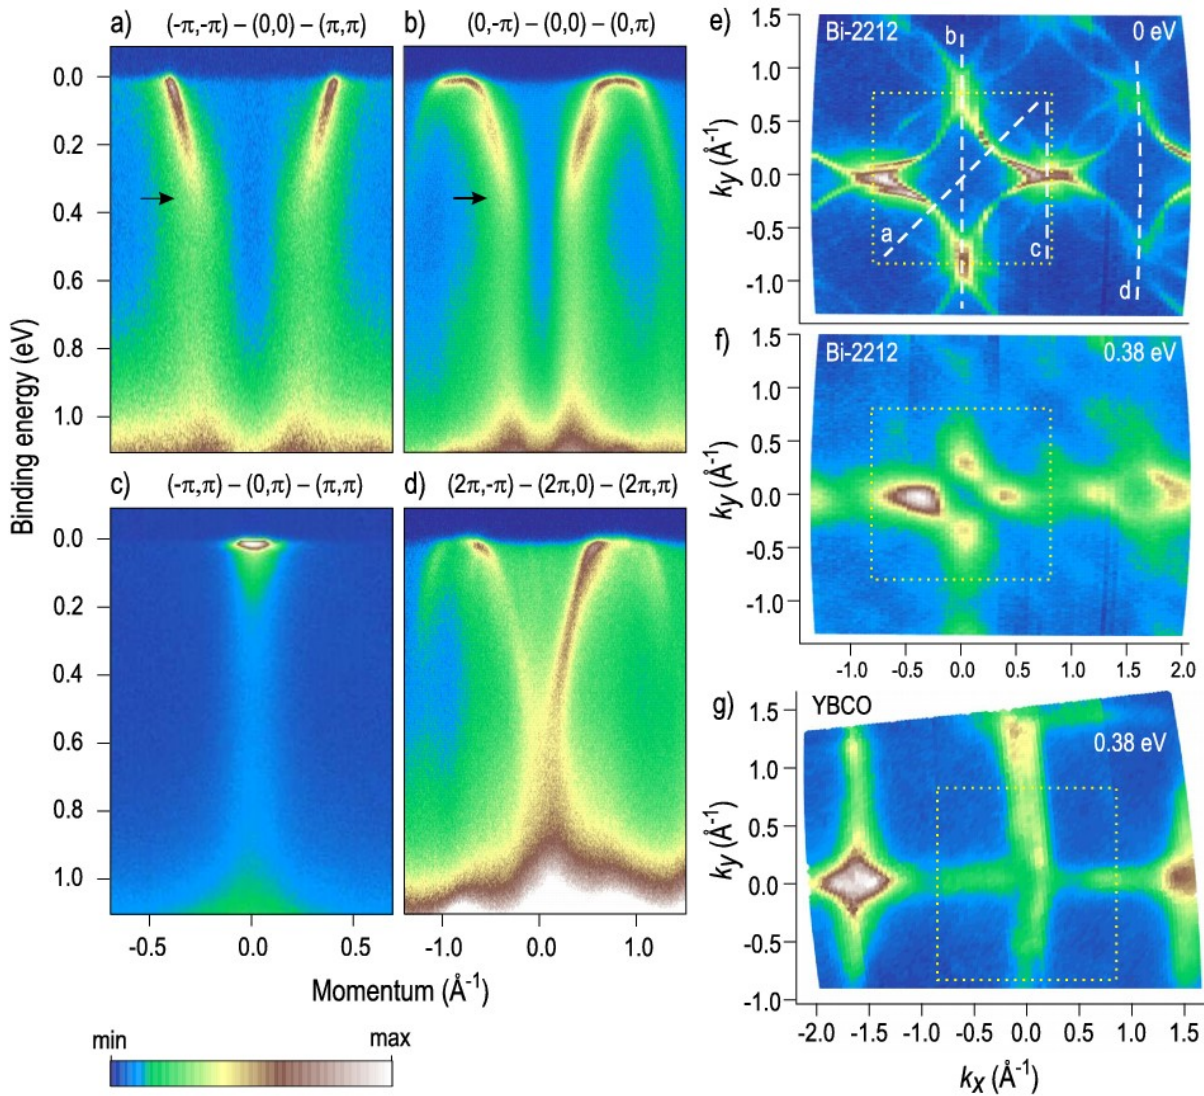 a) (-π,-π) – (0,0) – (π,π)
b) (0,-π) – (0,0) – (0,π)
0.0
0.2
0.4
0.6
0.8
1.0
c) (-π,π) – (0,π) – (π,π)
d) (2π,-π) – (2π,0) – (2π,π)
0.0
0.2
0.4
0.6
0.8
1.0
Binding energy (eV)
-0.5 0.0 0.5
-1.0 0.0 1.0
Momentum (Å-1)
min max
e)
Bi-2212 b 0 eV
a c d
1.5
1.0
0.5
0.0
-0.5
-1.0
ky (Å-1)
f)
Bi-2212 0.38 eV
1.5
1.0
0.5
0.0
-0.5
-1.0
ky (Å-1)
-1.0 -0.5 0.0 0.5 1.0 1.5 2.0
g)
YBCO
0.38 eV
1.5
1.0
0.5
0.0
-0.5
-1.0
ky (Å-1)
-2.0 -1.5 -1.0 -0.5 0.0 0.5 1.0 1.5
kx (Å-1)